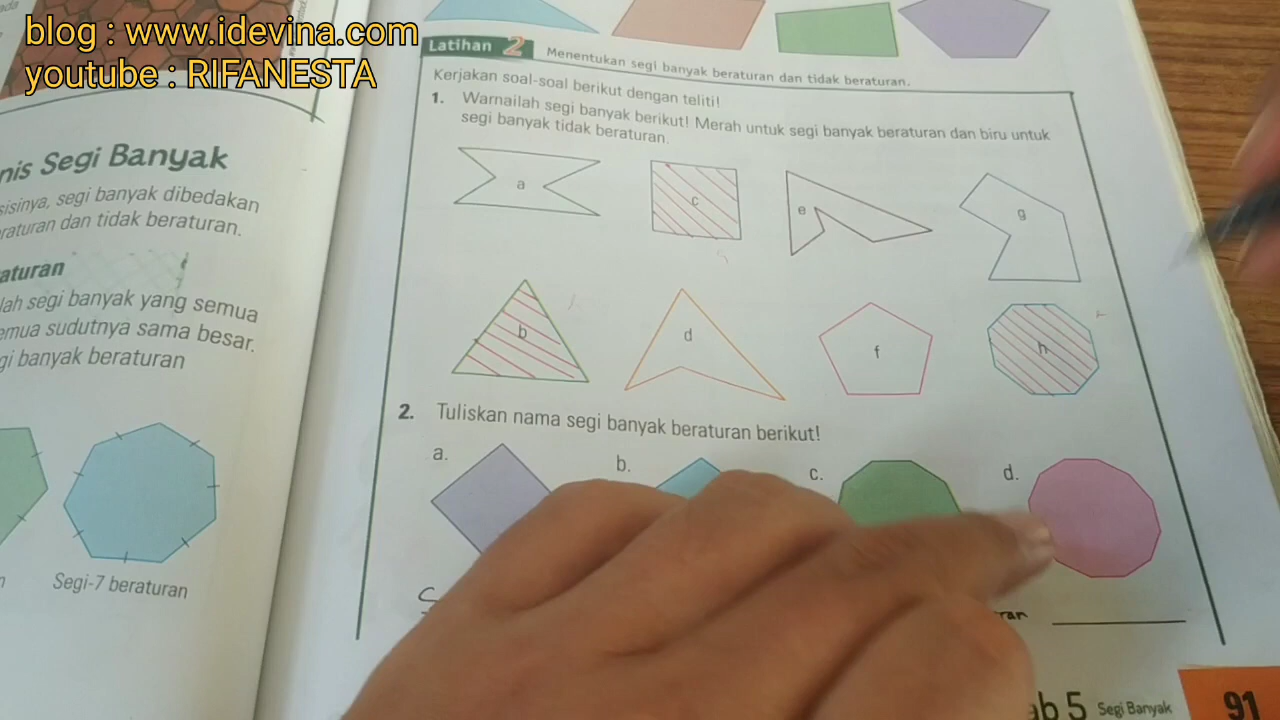 blog : www.idevina.com
youtube : RIFANESTA
nis Segi Banyak
sisinya, segi banyak dibedakan
raturan dan tidak beraturan.
aturan
lah segi banyak yang semua
emua sudutnya sama besar.
gi banyak beraturan
Segi-7 beraturan
Latihan 2 Menentukan segi banyak beraturan dan tidak beraturan.
Kerjakan soal-soal berikut dengan teliti!
1. Warnailah segi banyak berikut! Merah untuk segi banyak beraturan dan biru untuk
segi banyak tidak beraturan.
a c e g
b d f h
2. Tuliskan nama segi banyak beraturan berikut!
a. b. c. d.
ran
ab 5 Segi Banyak 91